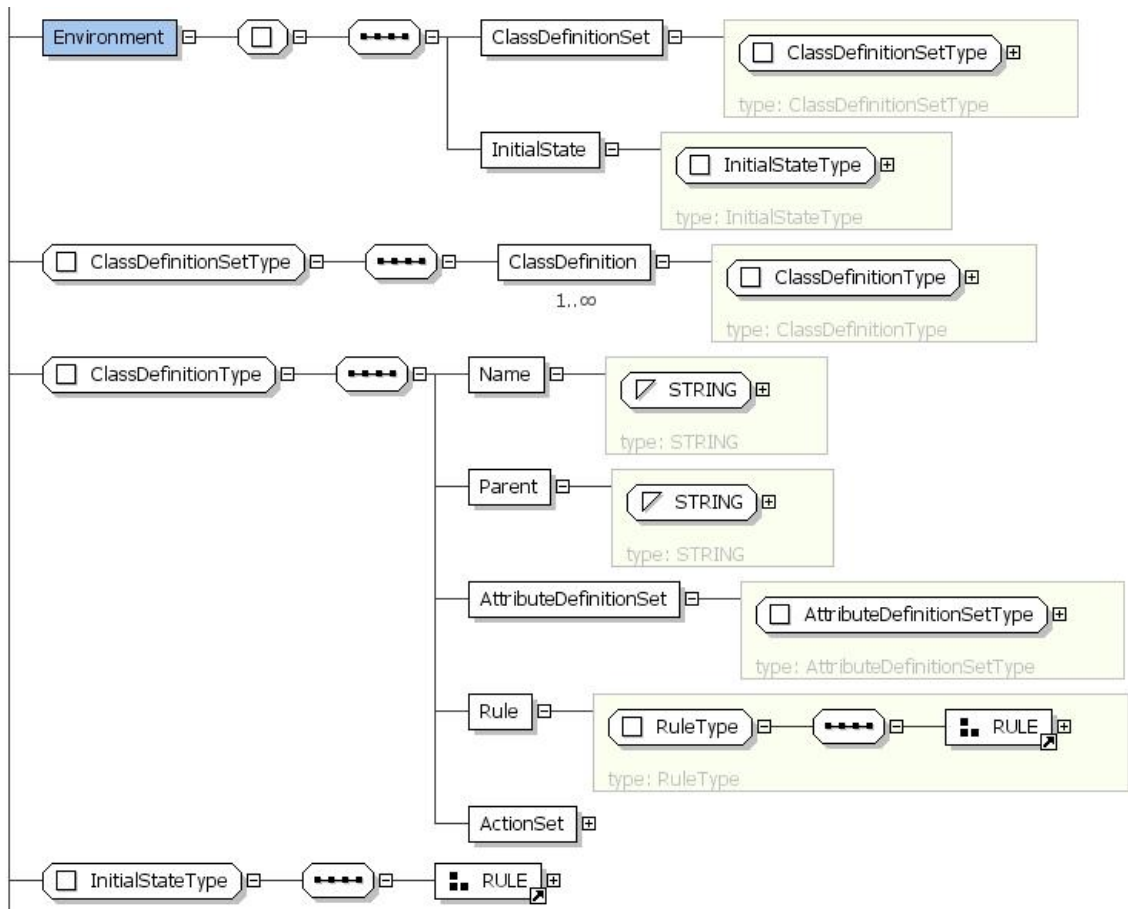 Environment
ClassDefinitionSet
ClassDefinitionSetType
type: ClassDefinitionSetType
InitialState
InitialStateType
type: InitialStateType
ClassDefinitionSetType
ClassDefinition
1..∞
ClassDefinitionType
type: ClassDefinitionType
ClassDefinitionType
Name
STRING
type: STRING
Parent
STRING
type: STRING
AttributeDefinitionSet
AttributeDefinitionSetType
type: AttributeDefinitionSetType
Rule
RuleType
RULE
type: RuleType
ActionSet
InitialStateType
RULE